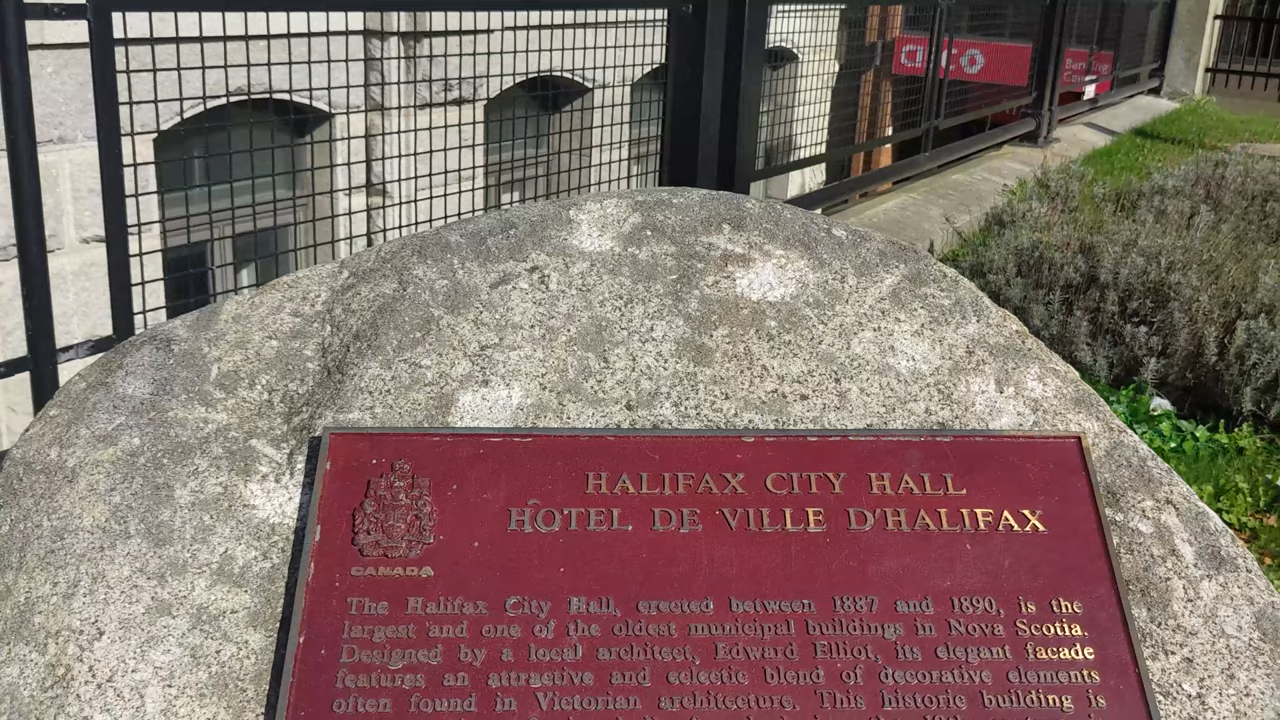 HALIFAX CITY HALL
HÔTEL DE VILLE D'HALIFAX
CANADA
The Halifax City Hall, erected between 1887 and 1890, is the
largest and one of the oldest municipal buildings in Nova Scotia.
Designed by a local architect, Edward Elliot, its elegant facade
features an attractive and eclectic blend of decorative elements
often found in Victorian architecture. This historic building is